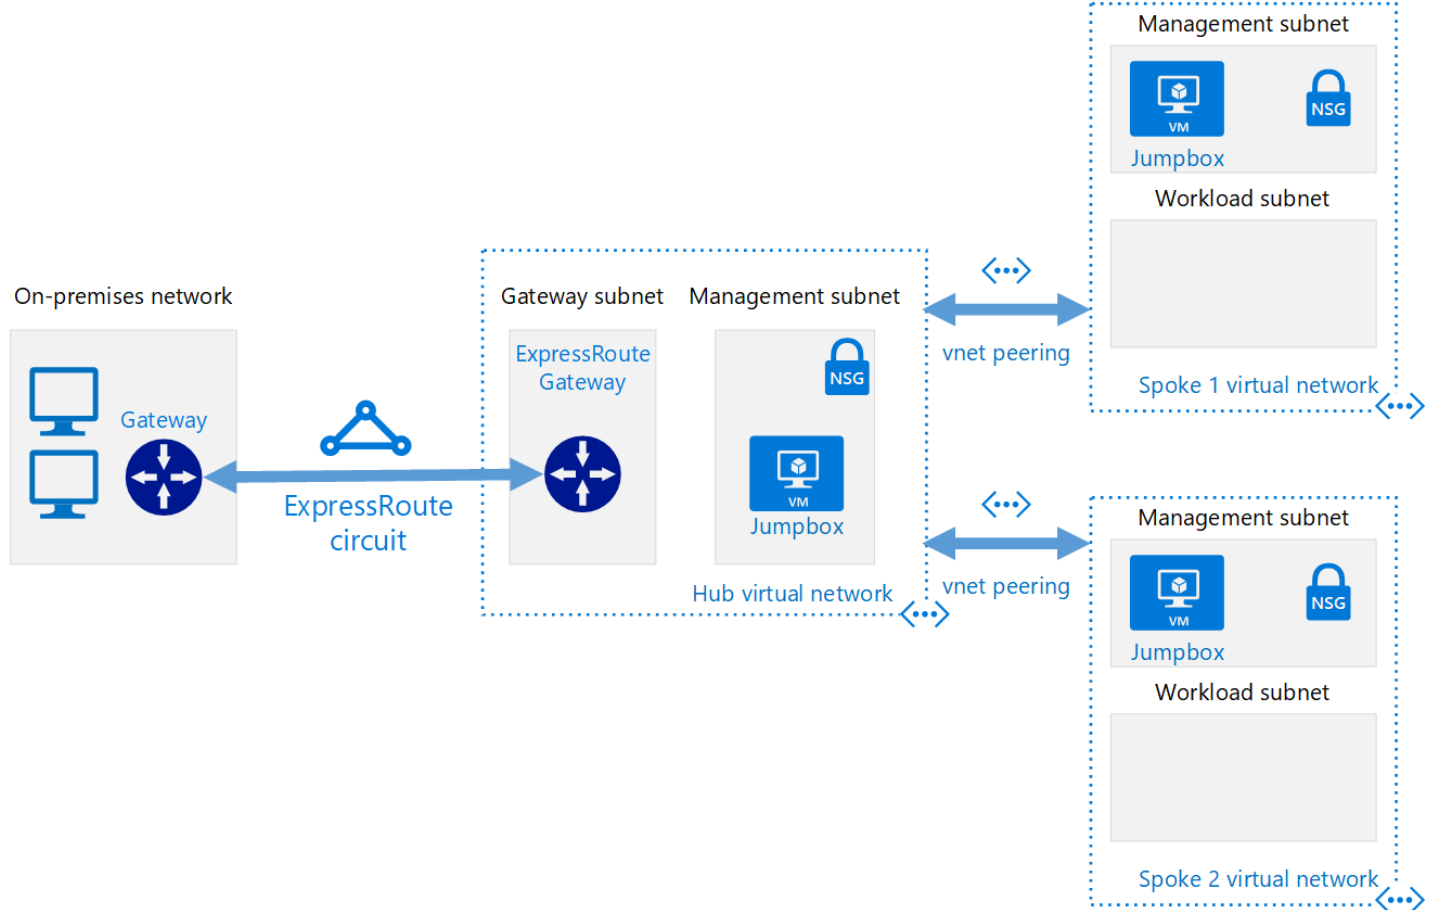 On-premises network
Gateway
ExpressRoute
circuit
Gateway subnet
ExpressRoute
Gateway
Management subnet
NSG
VM
Jumpbox
Hub virtual network
vnet peering
vnet peering
Management subnet
VM
NSG
Jumpbox
Workload subnet
Spoke 1 virtual network
Management subnet
VM
NSG
Jumpbox
Workload subnet
Spoke 2 virtual network